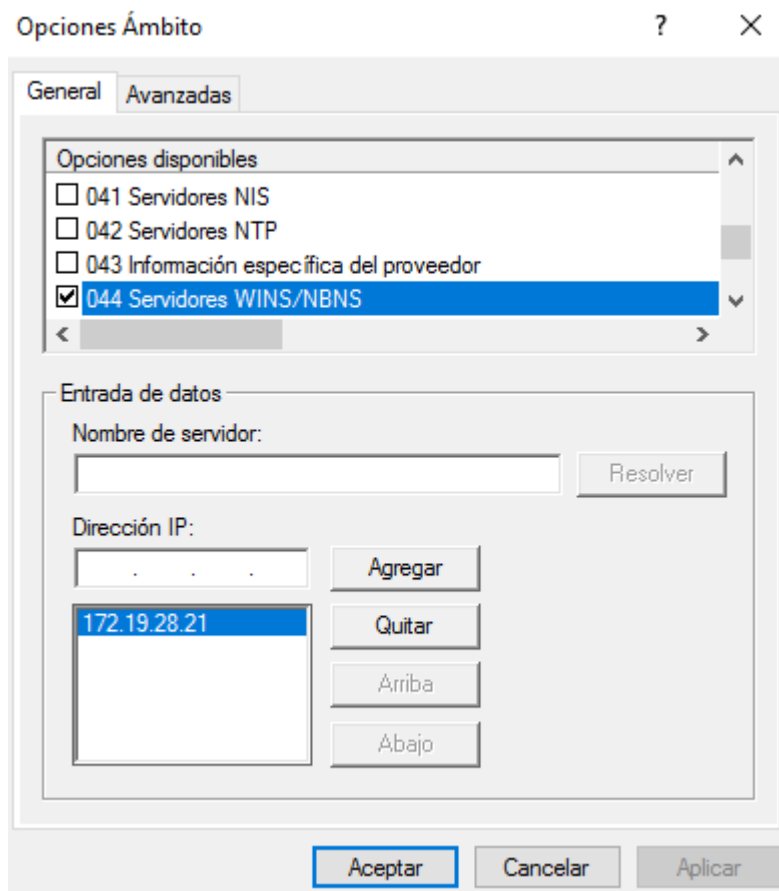 Opciones Ámbito
General Avanzadas
Opciones disponibles
041 Servidores NIS
042 Servidores NTP
043 Información específica del proveedor
044 Servidores WINS/NBNS
Entrada de datos
Nombre de servidor:
Resolver
Dirección IP:
Agregar
172.19.28.21 Quitar
Arriba
Abajo
Aceptar Cancelar Aplicar